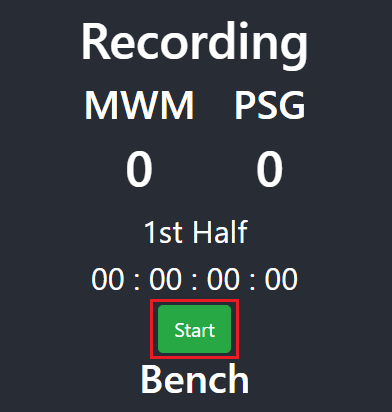 Recording
MWM PSG
0 0
1st Half
00 : 00 : 00 : 00
Start
Bench